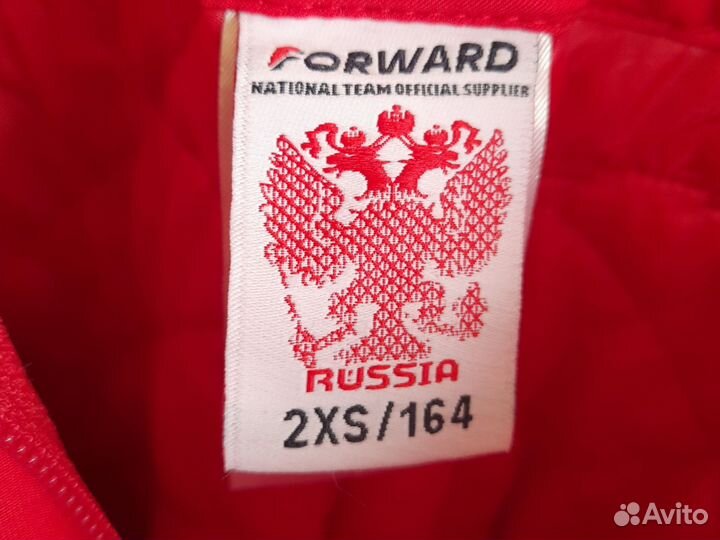 FORWARD
NATIONAL TEAM OFFICIAL SUPPLIER
RUSSIA
2XS/164
Avito